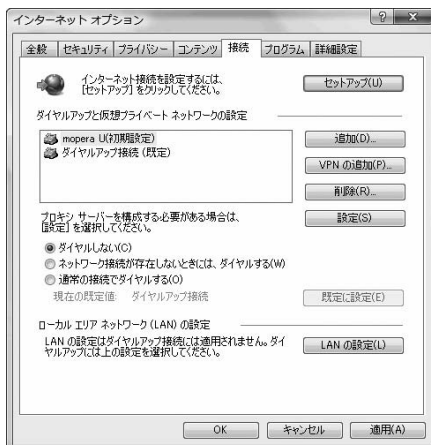 インターネット オプション
全般 セキュリティ プライバシー コンテンツ 接続 プログラム 詳細設定
インターネット接続を設定するには、
[セットアップ] をクリックしてください。
セットアップ(U)
ダイヤルアップと仮想プライベート ネットワークの設定
mopera U(初期設定)
ダイヤルアップ接続 (既定)
追加(D)...
VPN の追加(P)...
削除(R)...
プロキシ サーバーを構成する必要がある場合は、
[設定] を選択してください。
設定(S)
ダイヤルしない(C)
ネットワーク接続が存在しないときには、ダイヤルする(W)
通常の接続でダイヤルする(O)
現在の既定値: ダイヤルアップ接続
既定に設定(E)
ローカル エリア ネットワーク (LAN) の設定
LAN の設定はダイヤルアップ接続には適用されません。ダイ
ヤルアップには上の設定を選択してください。
LAN の設定(L)
OK キャンセル 適用(A)